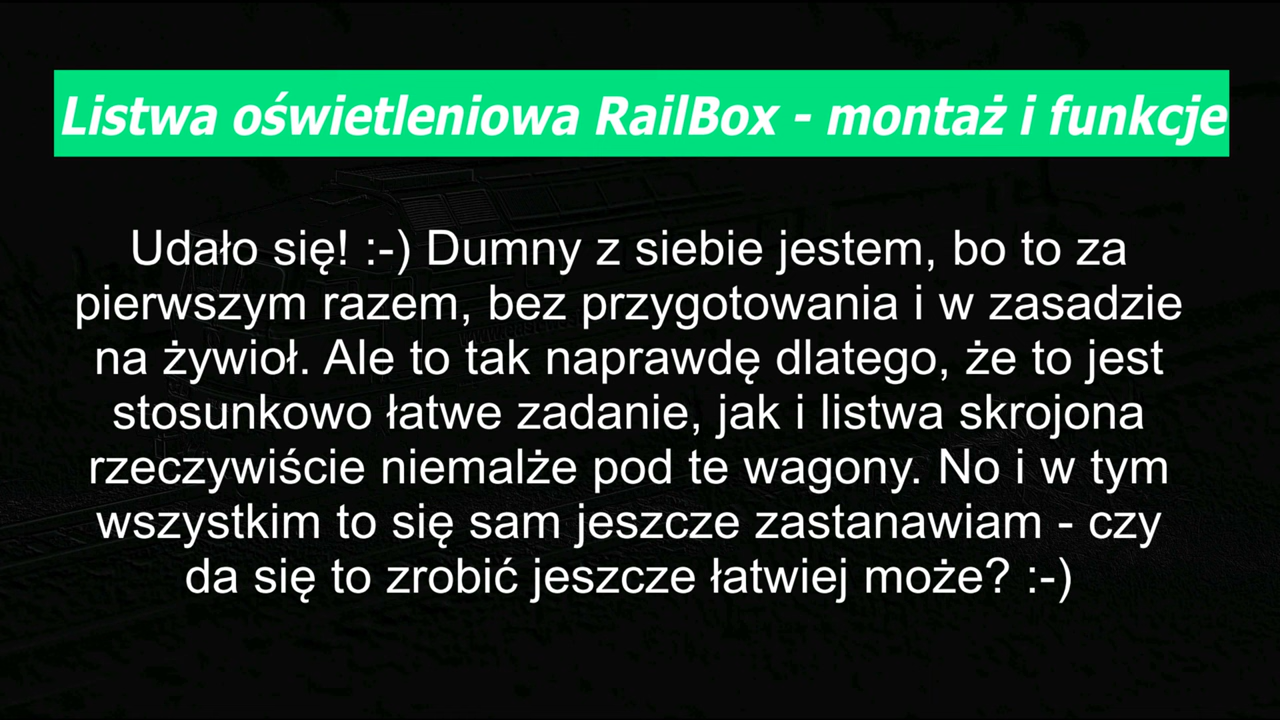 Listwa oświetleniowa RailBox - montaż i funkcje
Udało się! :-) Dumny z siebie jestem, bo to za
pierwszym razem, bez przygotowania i w zasadzie
na żywioł. Ale to tak naprawdę dlatego, że to jest
stosunkowo łatwe zadanie, jak i listwa skrojona
rzeczywiście niemalże pod te wagony. No i w tym
wszystkim to się sam jeszcze zastanawiam - czy
da się to zrobić jeszcze łatwiej może? :-)